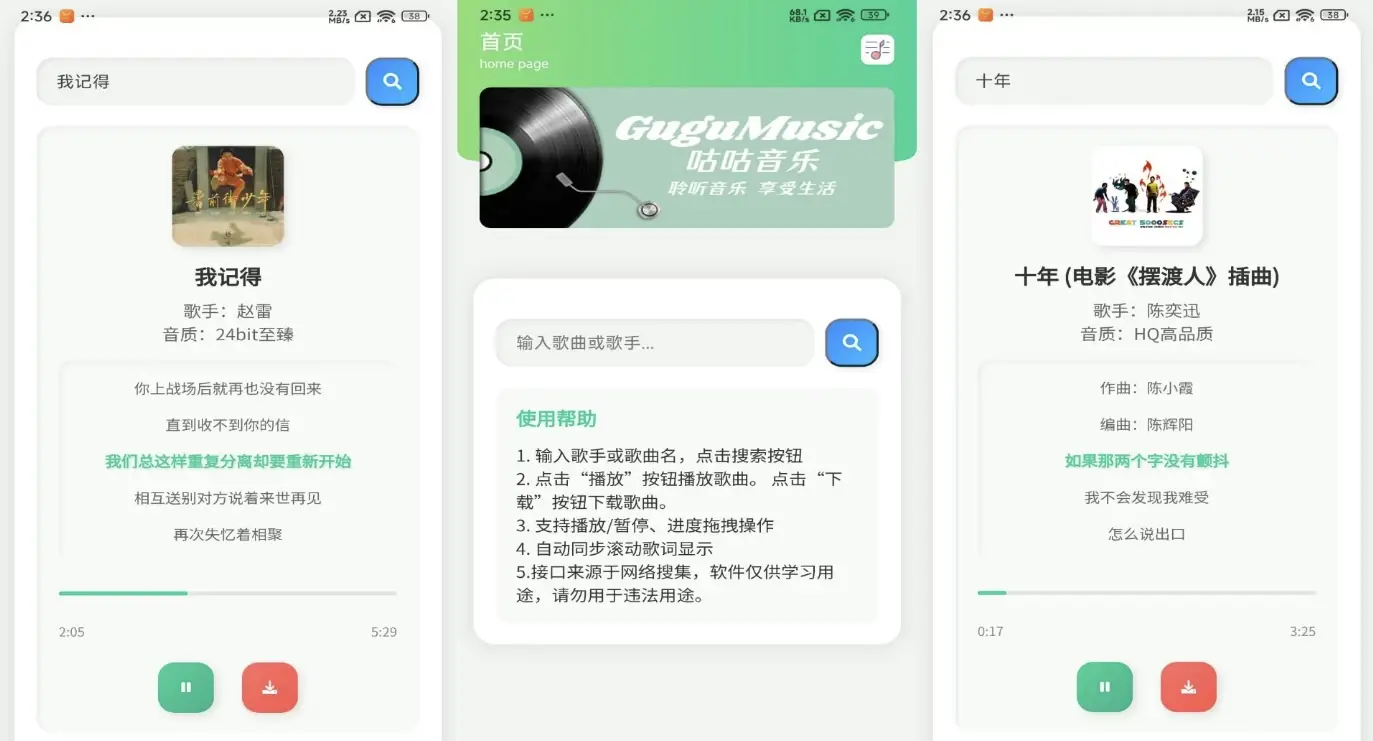 2:36
2.23
MB/s
38
我记得
我记得
歌手：赵雷
音质：24bit至臻
你上战场后就再也没有回来
直到收不到你的信
我们总这样重复分离却要重新开始
相互送别对方说着来世再见
再次失忆着相聚
2:05
5:29
2:35
68.1
KB/s
39
首页
home page
GuguMusic
咕咕音乐
聆听音乐 享受生活
输入歌曲或歌手...
使用帮助
1. 输入歌手或歌曲名，点击搜索按钮
2. 点击“播放”按钮播放歌曲。 点击“下
载”按钮下载歌曲。
3. 支持播放/暂停、进度拖拽操作
4. 自动同步滚动歌词显示
5.接口来源于网络搜集，软件仅供学习用
途，请勿用于违法用途。
2:36
2.15
MB/s
38
十年
GREAT 5000SECS
十年 (电影《摆渡人》插曲)
歌手：陈奕迅
音质：HQ高品质
作曲：陈小霞
编曲：陈辉阳
如果那两个字没有颤抖
我不会发现我难受
怎么说出口
0:17
3:25